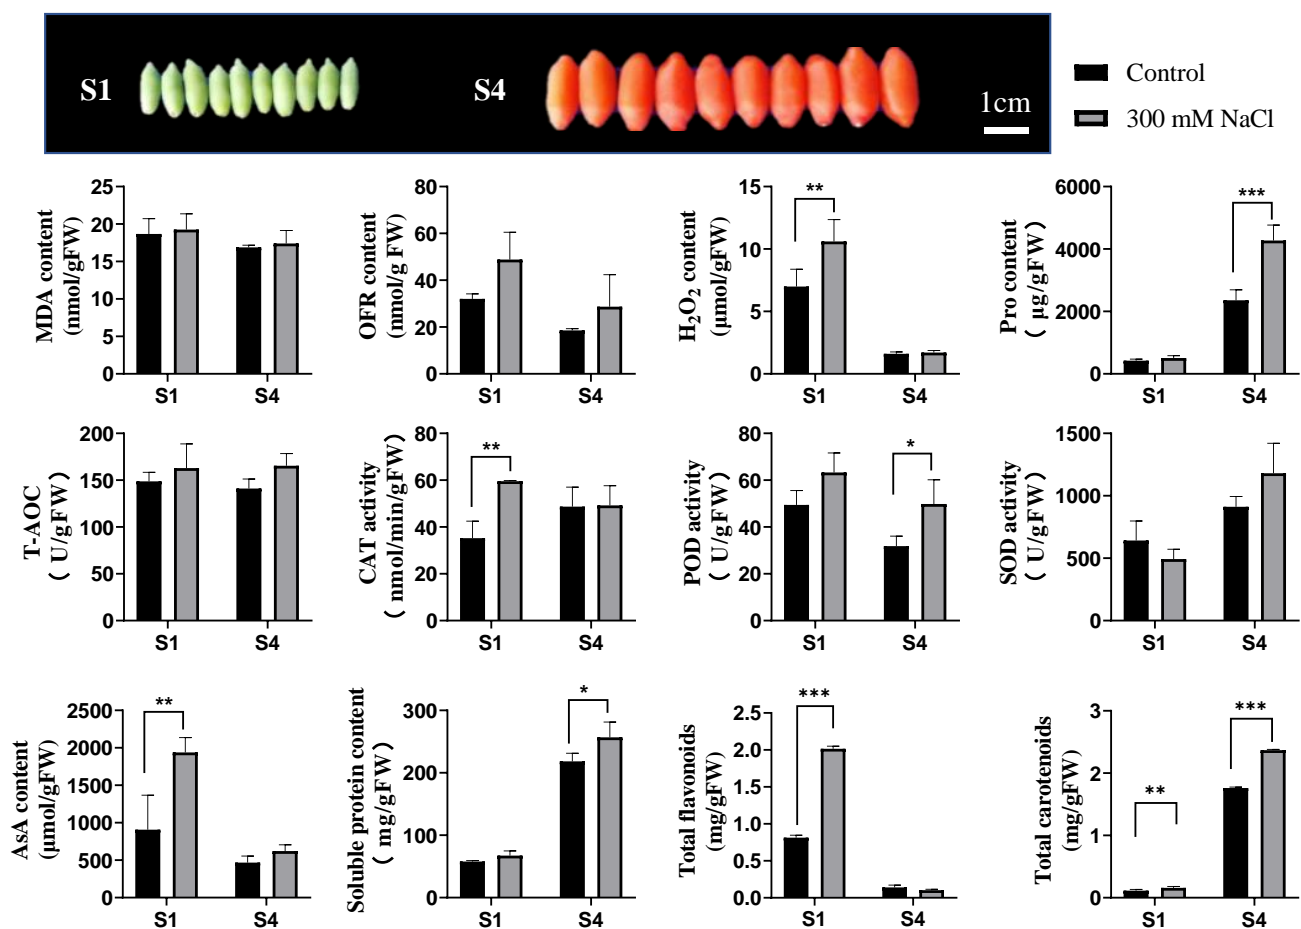 S1
S4
1cm
Control
300 mM NaCl
MDA content
(nmol/gFW)
25
20
15
10
5
0
S1
S4
OFR content
(nmol/g FW)
80
60
40
20
0
S1
S4
H₂O₂ content
(μmol/gFW)
15
10
5
0
**
S1
S4
Pro content
( μg/gFW)
6000
4000
2000
0
***
S1
S4
T-AOC
( U/gFW)
200
150
100
50
0
S1
S4
CAT activity
( nmol/min/gFW)
80
60
40
20
0
**
S1
S4
POD activity
( U/gFW)
80
60
40
20
0
*
S1
S4
SOD activity
( U/gFW)
1500
1000
500
0
S1
S4
AsA content
(μmol/gFW)
2500
2000
1500
1000
500
0
**
S1
S4
Soluble protein content
( mg/gFW)
300
200
100
0
*
S1
S4
Total flavonoids
(mg/gFW)
2.5
2.0
1.5
1.0
0.5
0.0
***
S1
S4
Total carotenoids
(mg/gFW)
3
2
1
0
**
***
S1
S4